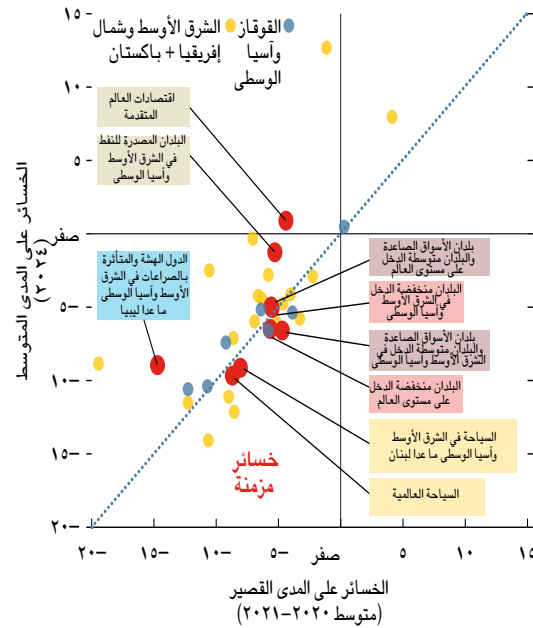 القوقاز وآسيا الوسطى
الشرق الأوسط وشمال إفريقيا + باكستان
١٥
١٠
5
صفر
5–
١٠–
١٥–
٢٠–
الخسائر على المدى المتوسط
(٢٠٢٤)
اقتصادات العالم
المتقدمة
البلدان المصدرة للنفط
في الشرق الأوسط
وآسيا الوسطى
الدول الهشة والمتأثرة
بالصراعات في الشرق
الأوسط وآسيا الوسطى
ما عدا ليبيا
بلدان الأسواق الصاعدة
والبلدان متوسطة الدخل
على مستوى العالم
البلدان منخفضة الدخل
في الشرق الأوسط
وآسيا الوسطى
بلدان الأسواق الصاعدة
والبلدان متوسطة الدخل في
الشرق الأوسط وآسيا الوسطى
البلدان منخفضة الدخل
على مستوى العالم
السياحة في الشرق الأوسط
وآسيا الوسطى ما عدا لبنان
السياحة العالمية
خسائر
مزمنة
٢٠– ١٥– ١٠– 5– صفر 5 ١٠ ١5
الخسائر على المدى القصير
(متوسط ٢٠٢٠–٢٠٢١)